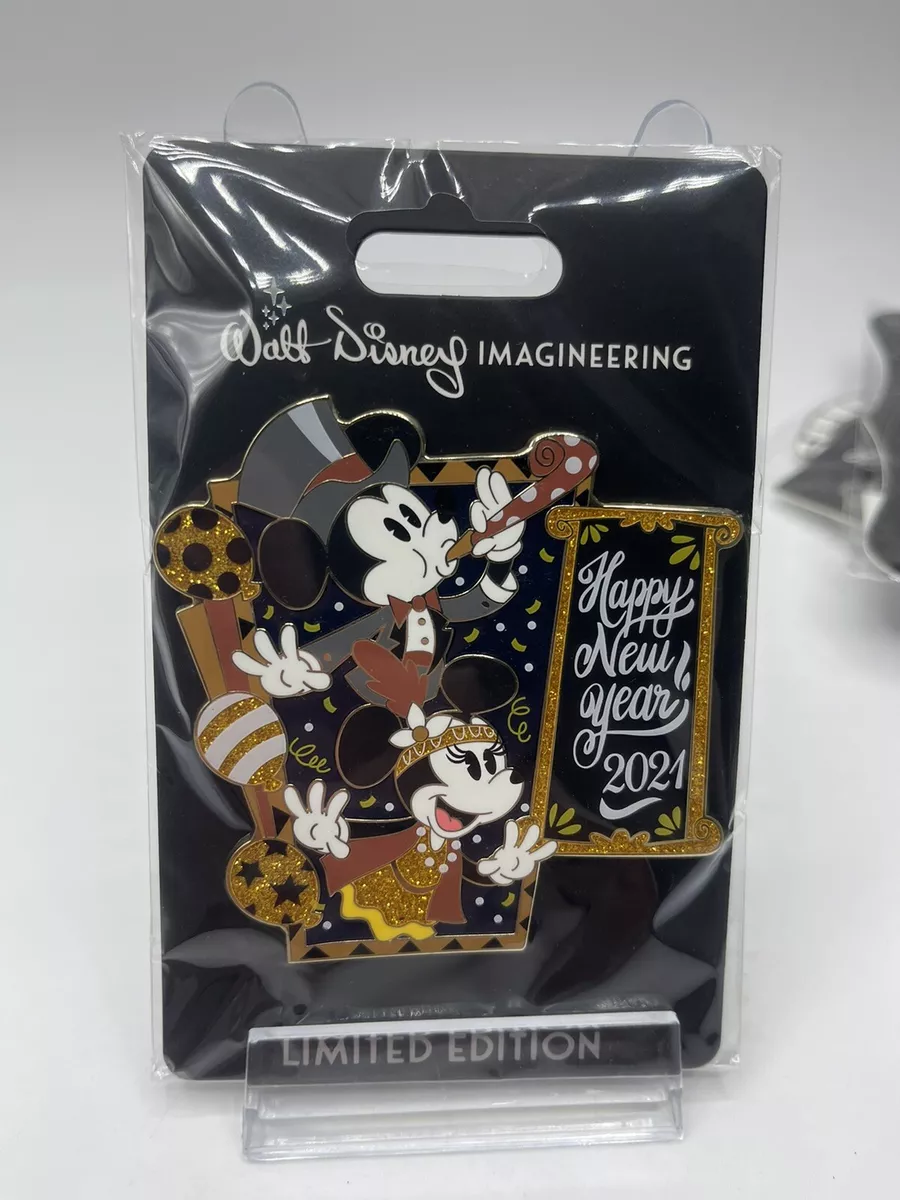 Walt Disney IMAGINEERING
Happy
New
Year!
2021
LIMITED EDITION